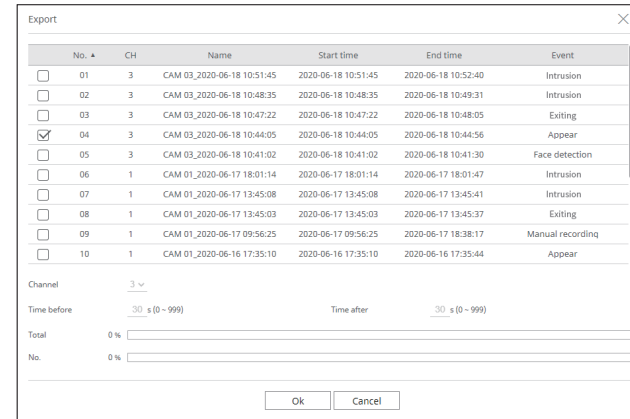 Export
No. ▲ CH Name Start time End time Event
01 3 CAM 03_2020-06-18 10:51:45 2020-06-18 10:51:45 2020-06-18 10:52:40 Intrusion
02 3 CAM 03_2020-06-18 10:48:35 2020-06-18 10:48:35 2020-06-18 10:49:31 Intrusion
03 3 CAM 03_2020-06-18 10:47:22 2020-06-18 10:47:22 2020-06-18 10:48:05 Exiting
04 3 CAM 03_2020-06-18 10:44:05 2020-06-18 10:44:05 2020-06-18 10:44:56 Appear
05 3 CAM 03_2020-06-18 10:41:02 2020-06-18 10:41:02 2020-06-18 10:41:30 Face detection
06 1 CAM 01_2020-06-17 18:01:14 2020-06-17 18:01:14 2020-06-17 18:01:47 Intrusion
07 1 CAM 01_2020-06-17 13:45:08 2020-06-17 13:45:08 2020-06-17 13:45:41 Intrusion
08 1 CAM 01_2020-06-17 13:45:03 2020-06-17 13:45:03 2020-06-17 13:45:37 Exiting
09 1 CAM 01_2020-06-17 09:56:25 2020-06-17 09:56:25 2020-06-17 18:38:17 Manual recording
10 1 CAM 01_2020-06-16 17:35:10 2020-06-16 17:35:10 2020-06-16 17:35:44 Appear
Channel 3
Time before 30 s (0 ~ 999) Time after 30 s (0 ~ 999)
Total 0 %
No. 0 %
Ok Cancel